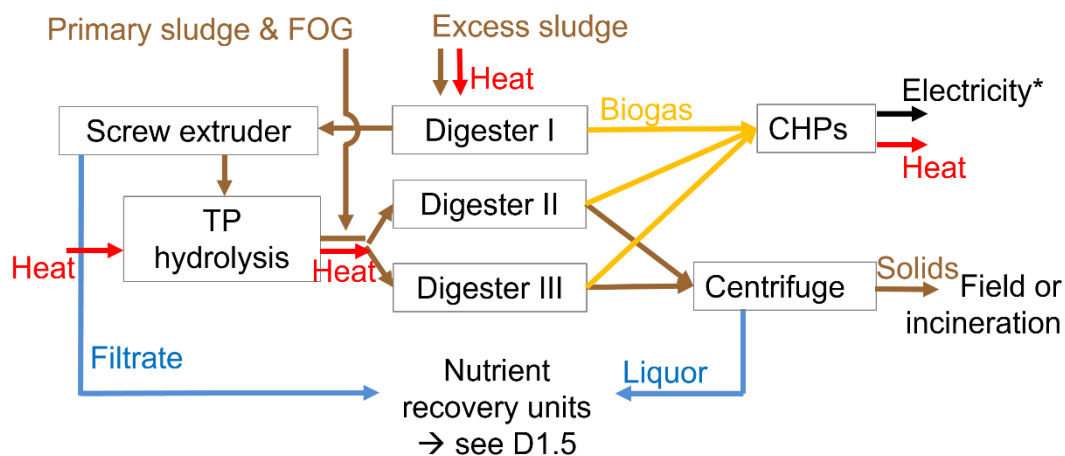 Primary sludge & FOG
Excess sludge
Heat
Electricity*
Screw extruder
Digester I
Biogas
CHPs
Heat
TP
hydrolysis
Digester II
Heat
Heat
Digester III
Centrifuge
Solids
Field or
incineration
Filtrate
Nutrient
recovery units
→ see D1.5
Liquor